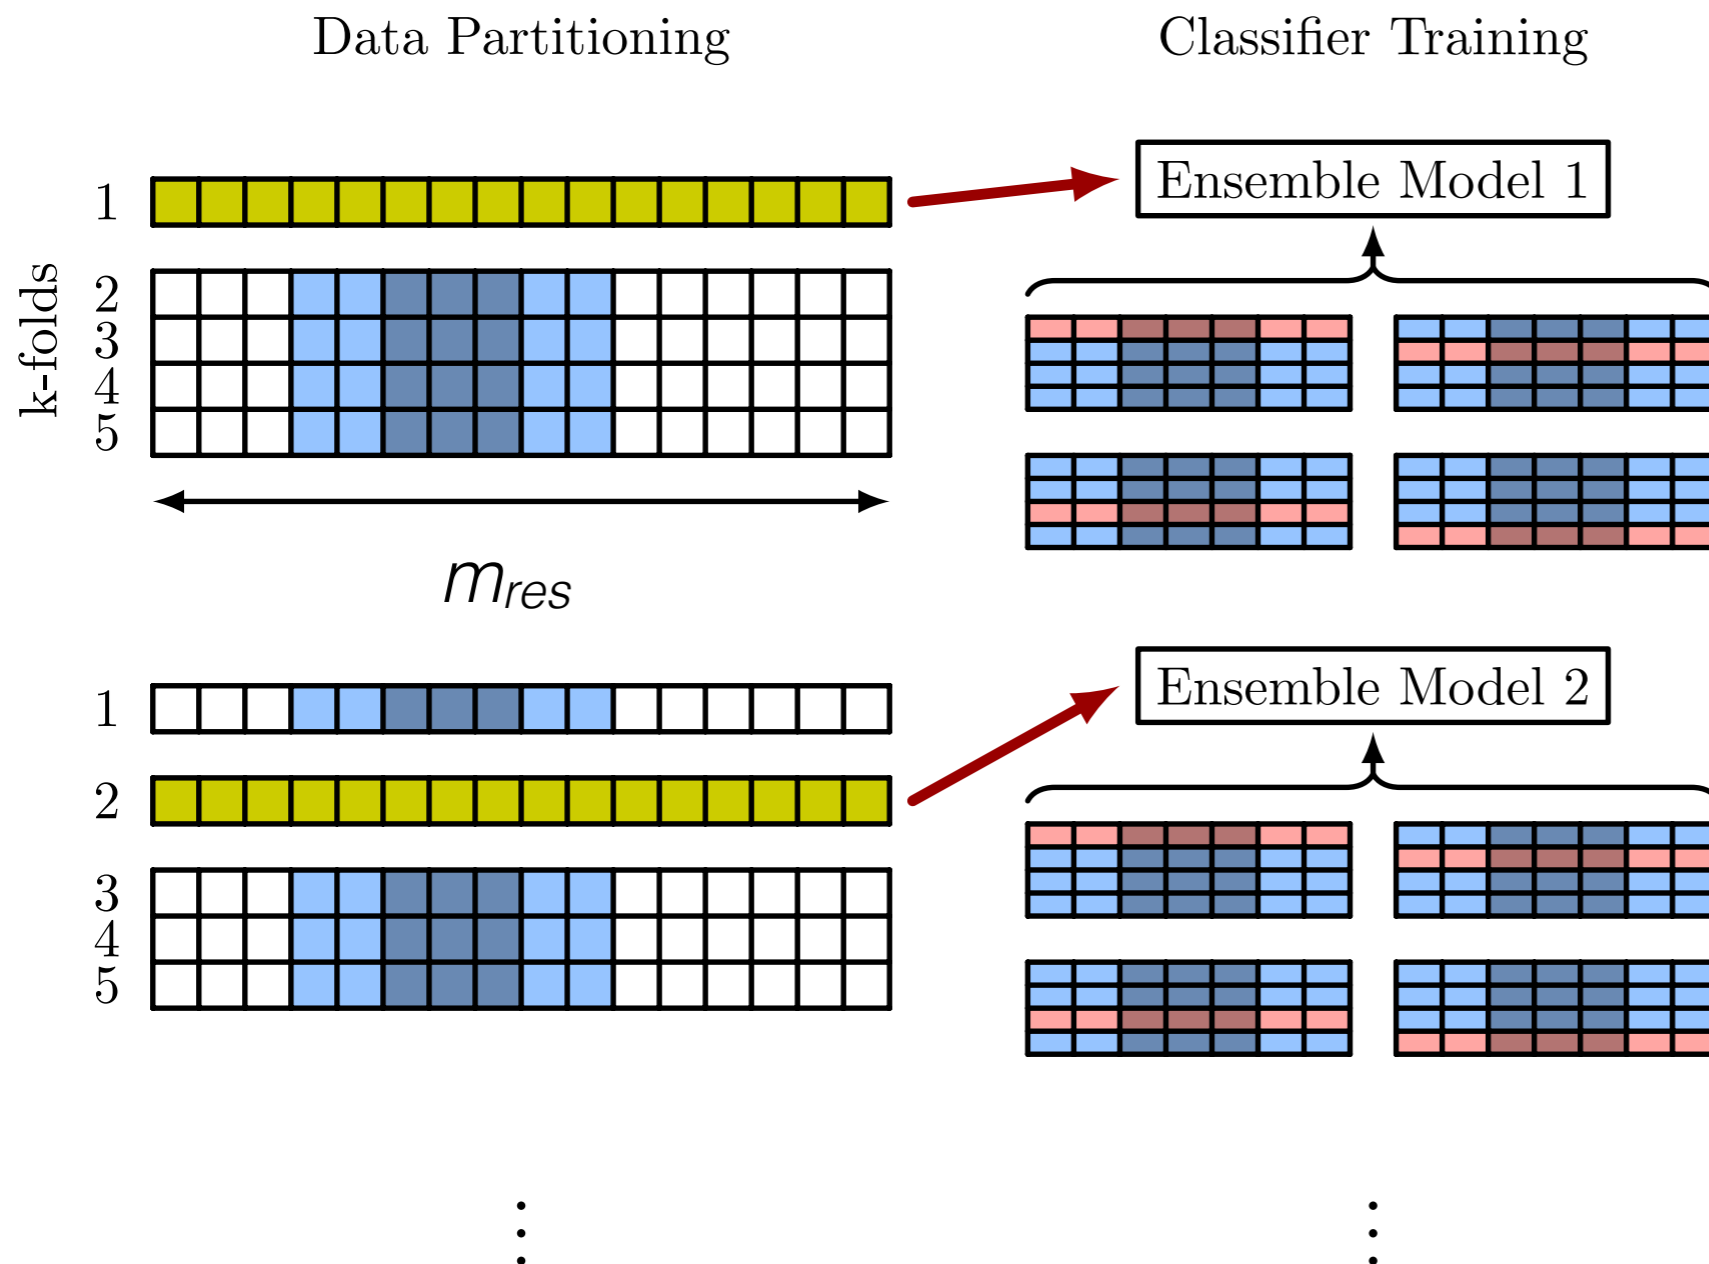 Data Partitioning
Classifier Training
k-folds
1
2
3
4
5
m_res
Ensemble Model 1
1
2
3
4
5
Ensemble Model 2